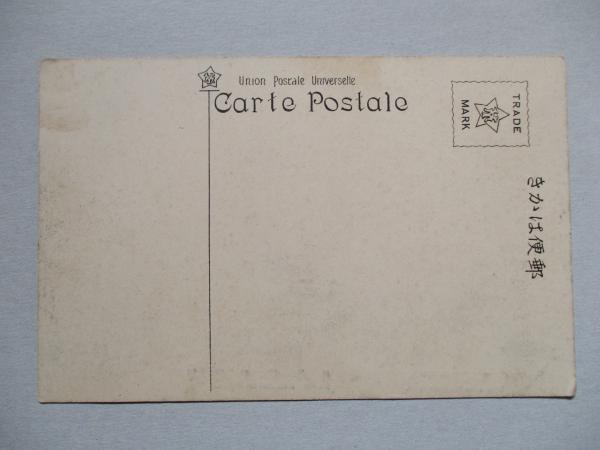 Union Postale Universelle
Carte Postale
TRADE
MARK
郵便はかき